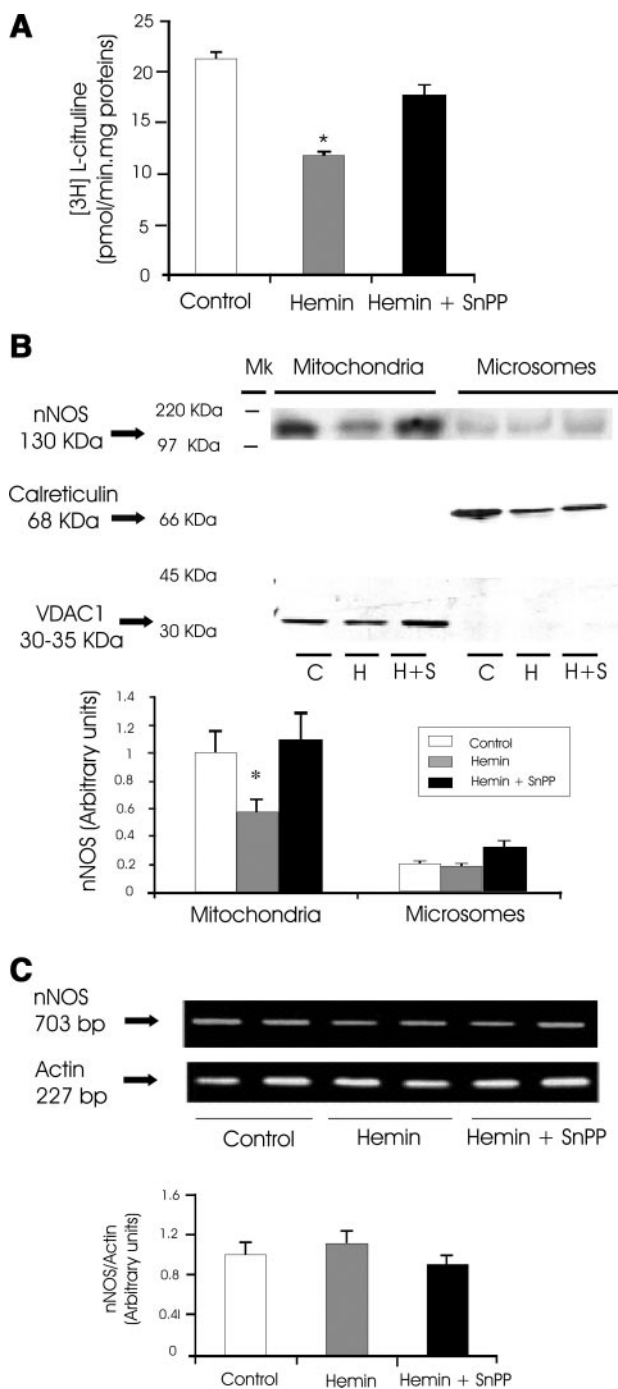 A
[3H] L-citruline
(pmol/min.mg proteins)
25
20
15
10
5
0
*
Control Hemin Hemin + SnPP
B
Mk Mitochondria Microsomes
nNOS
130 KDa
220 KDa
97 KDa
Calreticulin
68 KDa
66 KDa
45 KDa
VDAC1
30-35 KDa
30 KDa
C H H+S C H H+S
nNOS (Arbitrary units)
1.4
1.2
1
0.8
0.6
0.4
0.2
0
*
Control
Hemin
Hemin + SnPP
Mitochondria Microsomes
C
nNOS
703 bp
Actin
227 bp
Control Hemin Hemin + SnPP
nNOS/Actin
(Arbitrary units)
1.6
1.2
0.8
0.4
0
Control Hemin Hemin + SnPP